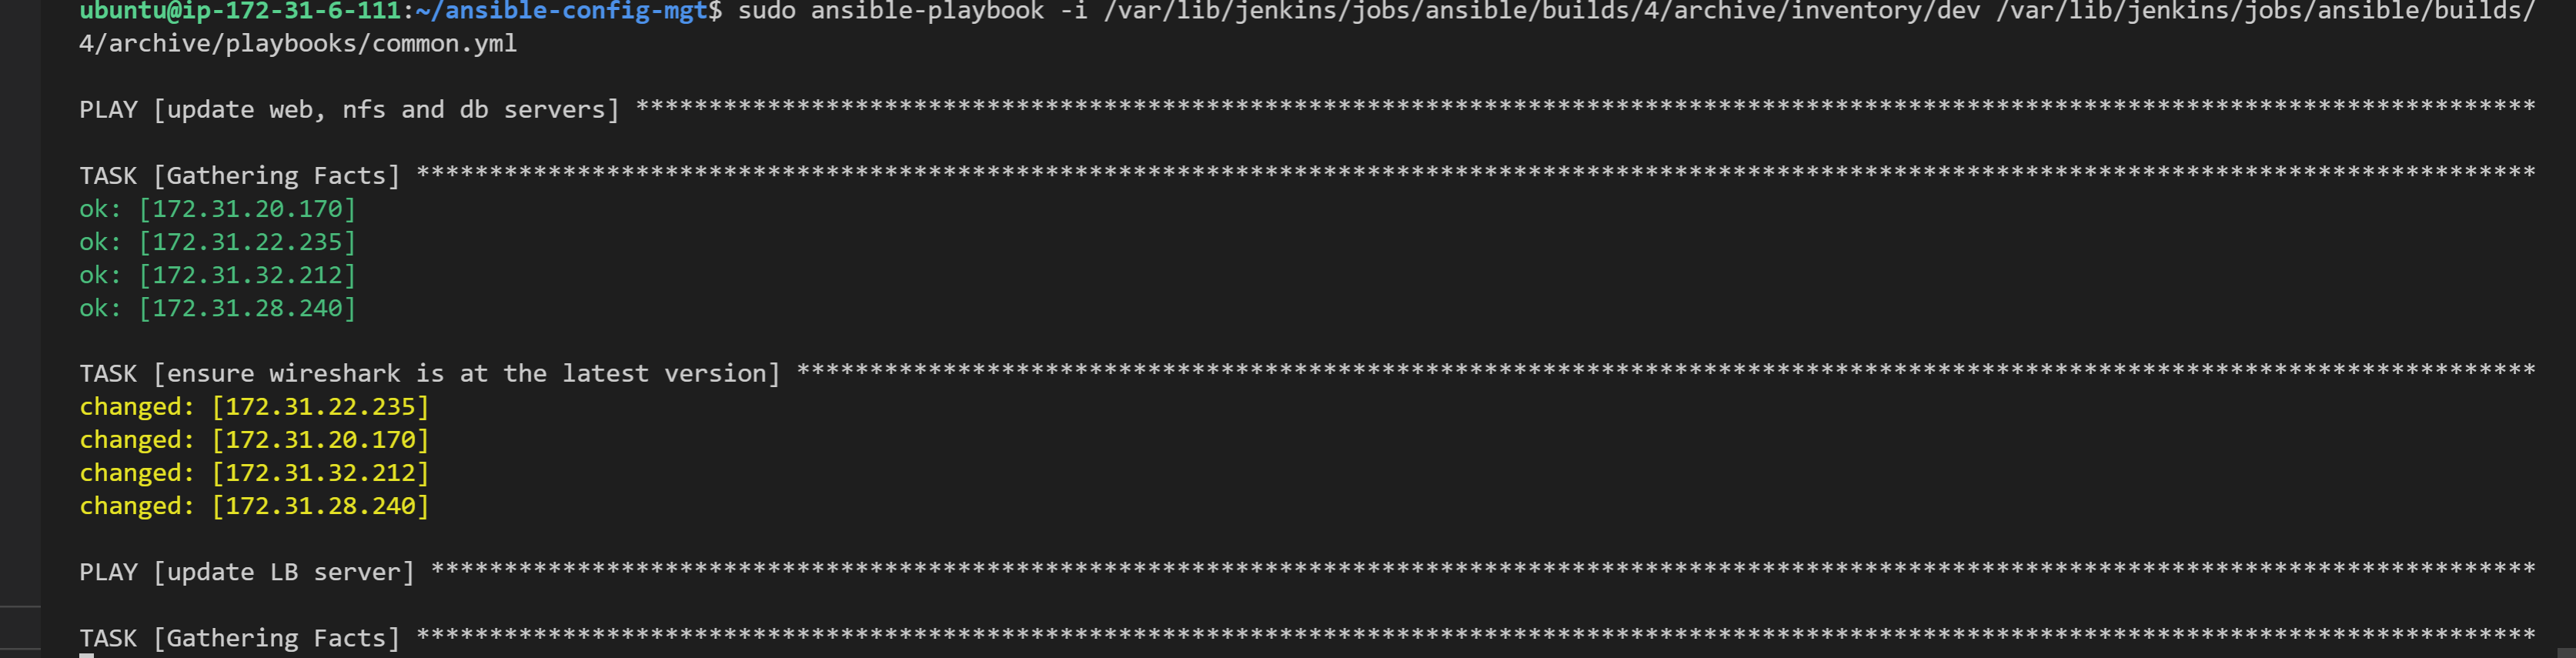 ubuntu@ip-172-31-6-111:~/ansible-config-mgt$ sudo ansible-playbook -i /var/lib/jenkins/jobs/ansible/builds/4/archive/inventory/dev /var/lib/jenkins/jobs/ansible/builds/
4/archive/playbooks/common.yml
PLAY [update web, nfs and db servers] **********************************************************************************************************************************
TASK [Gathering Facts] *************************************************************************************************************************************************
ok: [172.31.20.170]
ok: [172.31.22.235]
ok: [172.31.32.212]
ok: [172.31.28.240]
TASK [ensure wireshark is at the latest version] ***********************************************************************************************************************
changed: [172.31.22.235]
changed: [172.31.20.170]
changed: [172.31.32.212]
changed: [172.31.28.240]
PLAY [update LB server] ************************************************************************************************************************************************
TASK [Gathering Facts] *************************************************************************************************************************************************